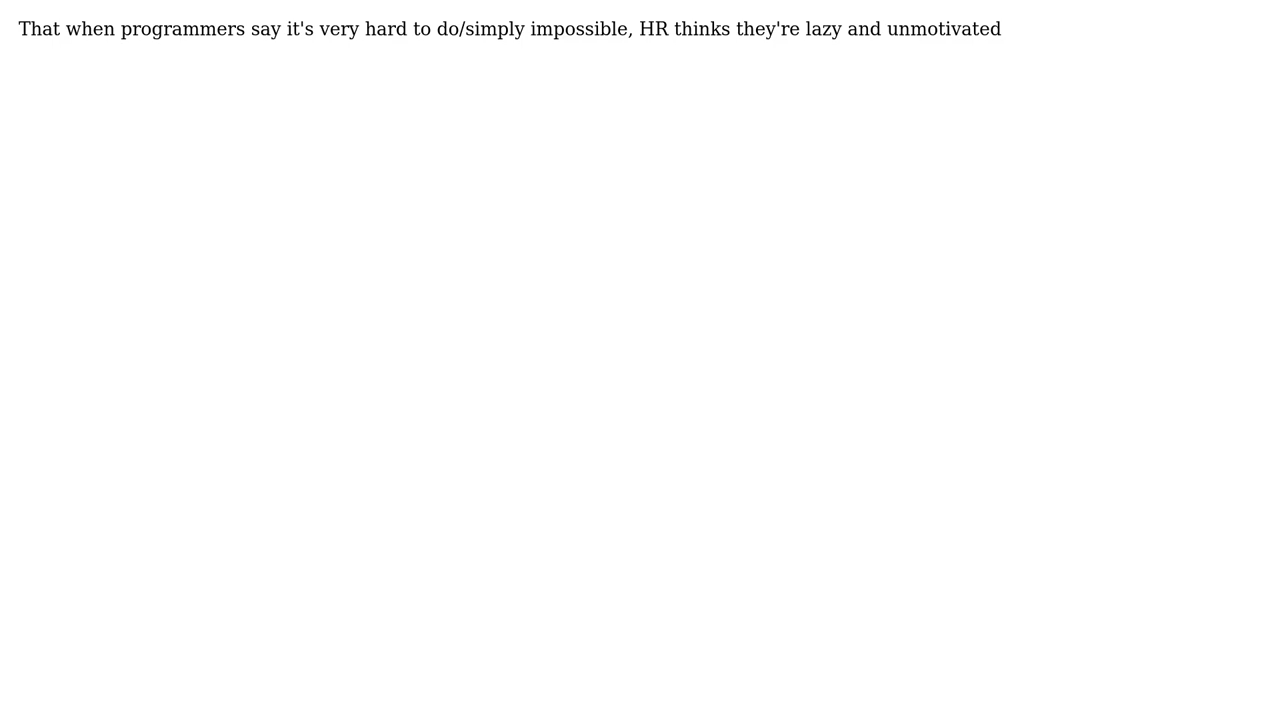 That when programmers say it's very hard to do/simply impossible, HR thinks they're lazy and unmotivated